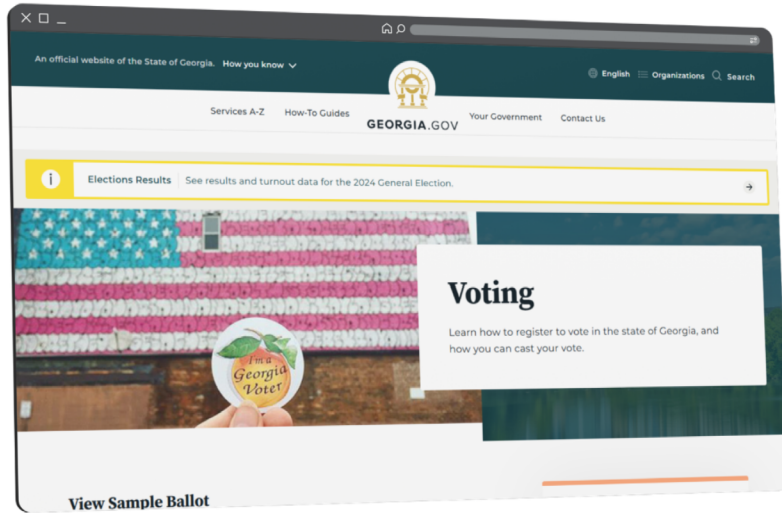 An official website of the State of Georgia. How you know
English Organizations Search
Services A-Z How-To Guides GEORGIA.GOV Your Government Contact Us
Elections Results See results and turnout data for the 2024 General Election.
I'm a
Georgia
Voter
Voting
Learn how to register to vote in the state of Georgia, and
how you can cast your vote.
View Sample Ballot